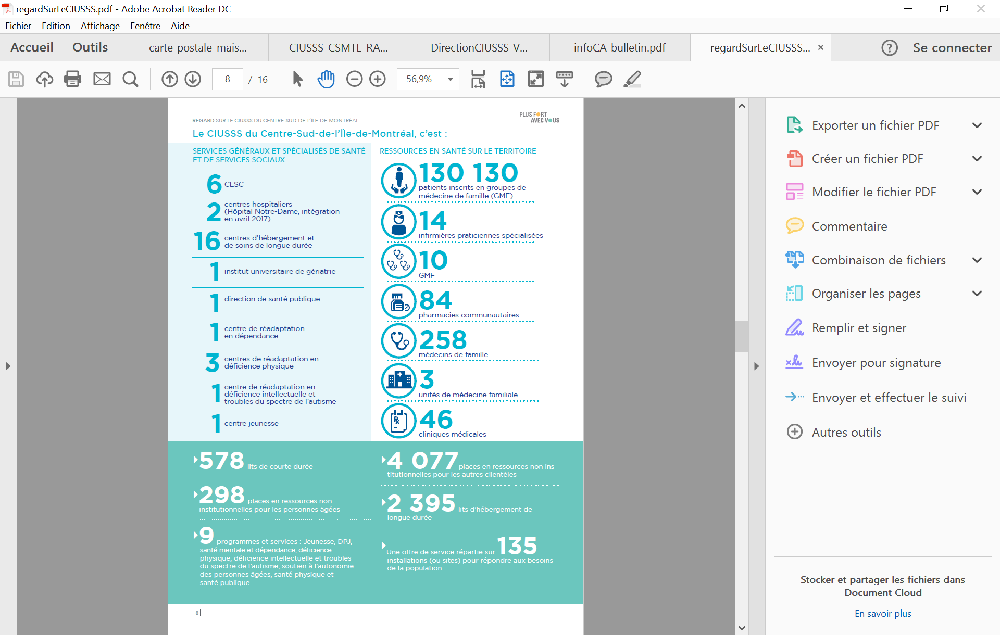 regardSurLeCIUSSS.pdf - Adobe Acrobat Reader DC
Fichier Edition Affichage Fenêtre Aide
Accueil Outils carte-postale_mais... CIUSSS_CSMTL_RA... DirectionCIUSSS-V... infoCA-bulletin.pdf regardSurLeCIUSSS... × ? Se connecter
8 / 16 56,9%
REGARD SUR LE CIUSSS DU CENTRE-SUD-DE-L'ÎLE-DE-MONTRÉAL
PLUS FORT
AVEC VOUS
Le CIUSSS du Centre-Sud-de-l'Île-de-Montréal, c'est :
SERVICES GÉNÉRAUX ET SPÉCIALISÉS DE SANTÉ
ET DE SERVICES SOCIAUX
6 CLSC
2 centres hospitaliers
(Hôpital Notre-Dame, intégration
en avril 2017)
16 centres d'hébergement et
de soins de longue durée
1 institut universitaire de gériatrie
1 direction de santé publique
1 centre de réadaptation
en dépendance
3 centres de réadaptation en
déficience physique
1 centre de réadaptation en
déficience intellectuelle et
troubles du spectre de l'autisme
1 centre jeunesse
RESSOURCES EN SANTÉ SUR LE TERRITOIRE
130 130
patients inscrits en groupes de
médecine de famille (GMF)
14
infirmières praticiennes spécialisées
10
GMF
84
pharmacies communautaires
258
médecins de famille
3
unités de médecine familiale
46
cliniques médicales
578 lits de courte durée
298 places en ressources non
institutionnelles pour les personnes âgées
9 programmes et services : Jeunesse, DPJ,
santé mentale et dépendance, déficience
physique, déficience intellectuelle et troubles
du spectre de l'autisme, soutien à l'autonomie
des personnes âgées, santé physique et
santé publique
4 077 places en ressources non ins-
titutionnelles pour les autres clientèles
2 395 lits d'hébergement de
longue durée
Une offre de service répartie sur 135
installations (ou sites) pour répondre aux besoins
de la population
8 |
Exporter un fichier PDF
Créer un fichier PDF
Modifier le fichier PDF
Commentaire
Combinaison de fichiers
Organiser les pages
Remplir et signer
Envoyer pour signature
Envoyer et effectuer le suivi
Autres outils
Stocker et partager les fichiers dans
Document Cloud
En savoir plus